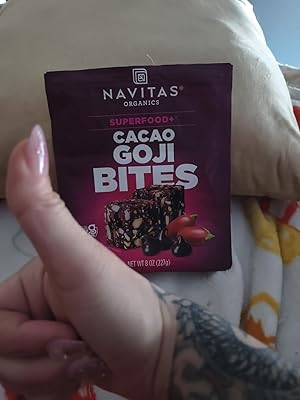 NAVITAS®
ORGANICS
SUPERFOOD+
CACAO
GOJI
BITES
NET WT 8 OZ (227g)